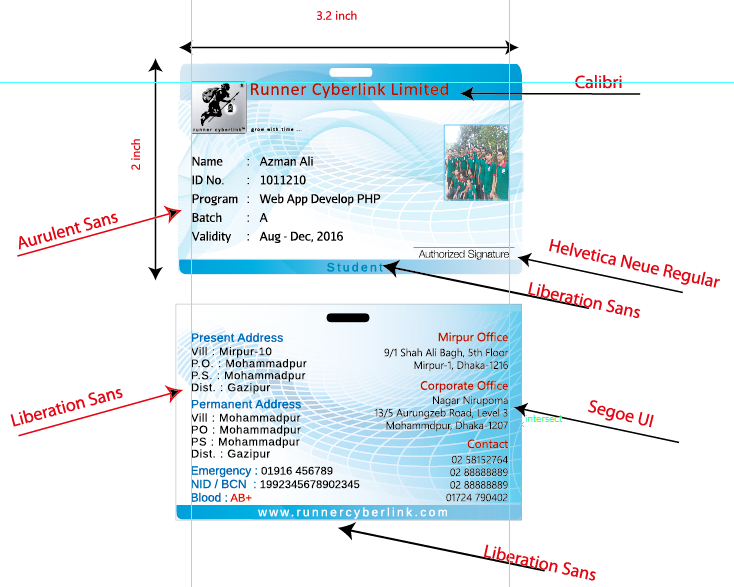 3.2 inch
Calibri
Runner Cyberlink Limited
runner cyberlink™ grow with time ...
2 inch
Name : Azman Ali
ID No. : 1011210
Program : Web App Develop PHP
Batch : A
Validity : Aug - Dec, 2016
Aurulent Sans
Authorized Signature
Helvetica Neue Regular
Student
Liberation Sans
Present Address
Vill : Mirpur-10
P.O. : Mohammadpur
P.S. : Mohammadpur
Dist. : Gazipur
Permanent Address
Vill : Mohammadpur
PO : Mohammadpur
PS : Mohammadpur
Dist. : Gazipur
Emergency : 01916 456789
NID / BCN : 1992345678902345
Blood : AB+
Liberation Sans
Mirpur Office
9/1 Shah Ali Bagh, 5th Floor
Mirpur-1, Dhaka-1216
Corporate Office
Nagar Nirupoma
13/5 Aurungzeb Road, Level 3
Mohammdpur, Dhaka-1207
Contact
02 58152764
02 88888889
02 88888889
01724 790402
Segoe UI
intersect
www.runnercyberlink.com
Liberation Sans